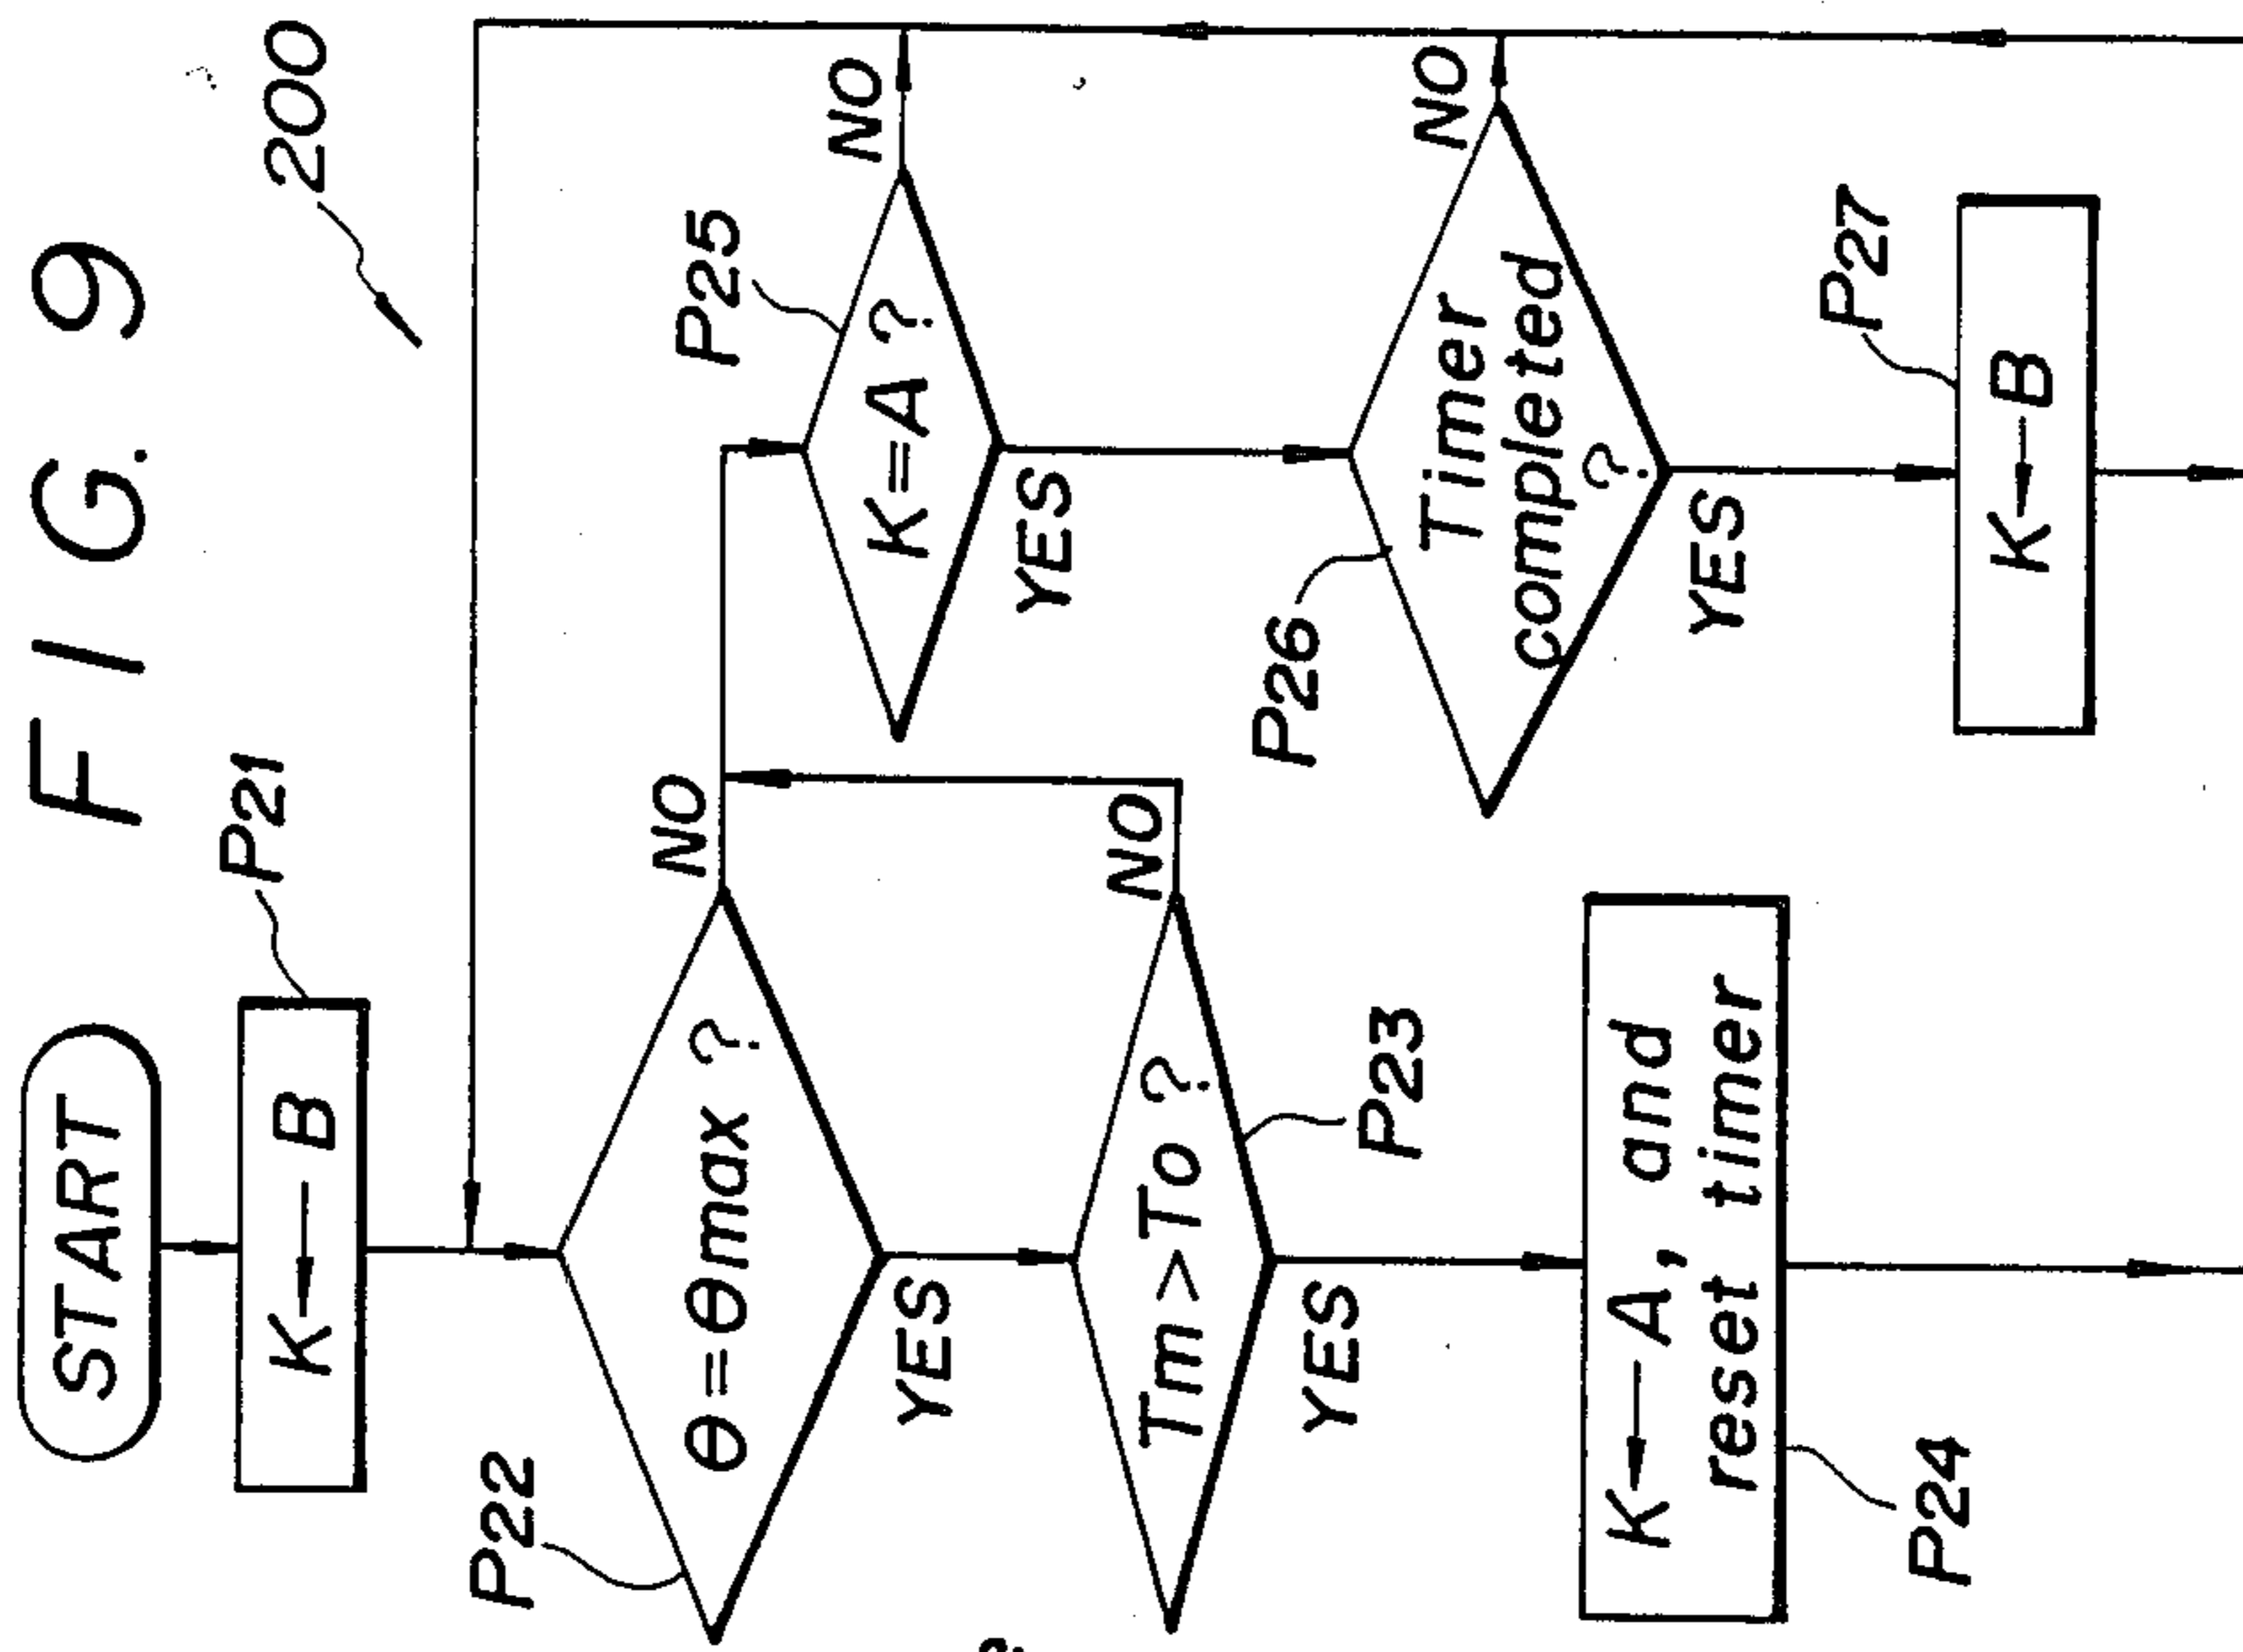 FIG. 9
200
START
P21
K ← B
P22
θ = θmax ?
NO
YES
Tm > To ?
NO
P23
YES
K ← A, and
reset timer
P24
P25
K = A ?
NO
YES
P26
Timer
completed
?
NO
YES
P27
K ← B